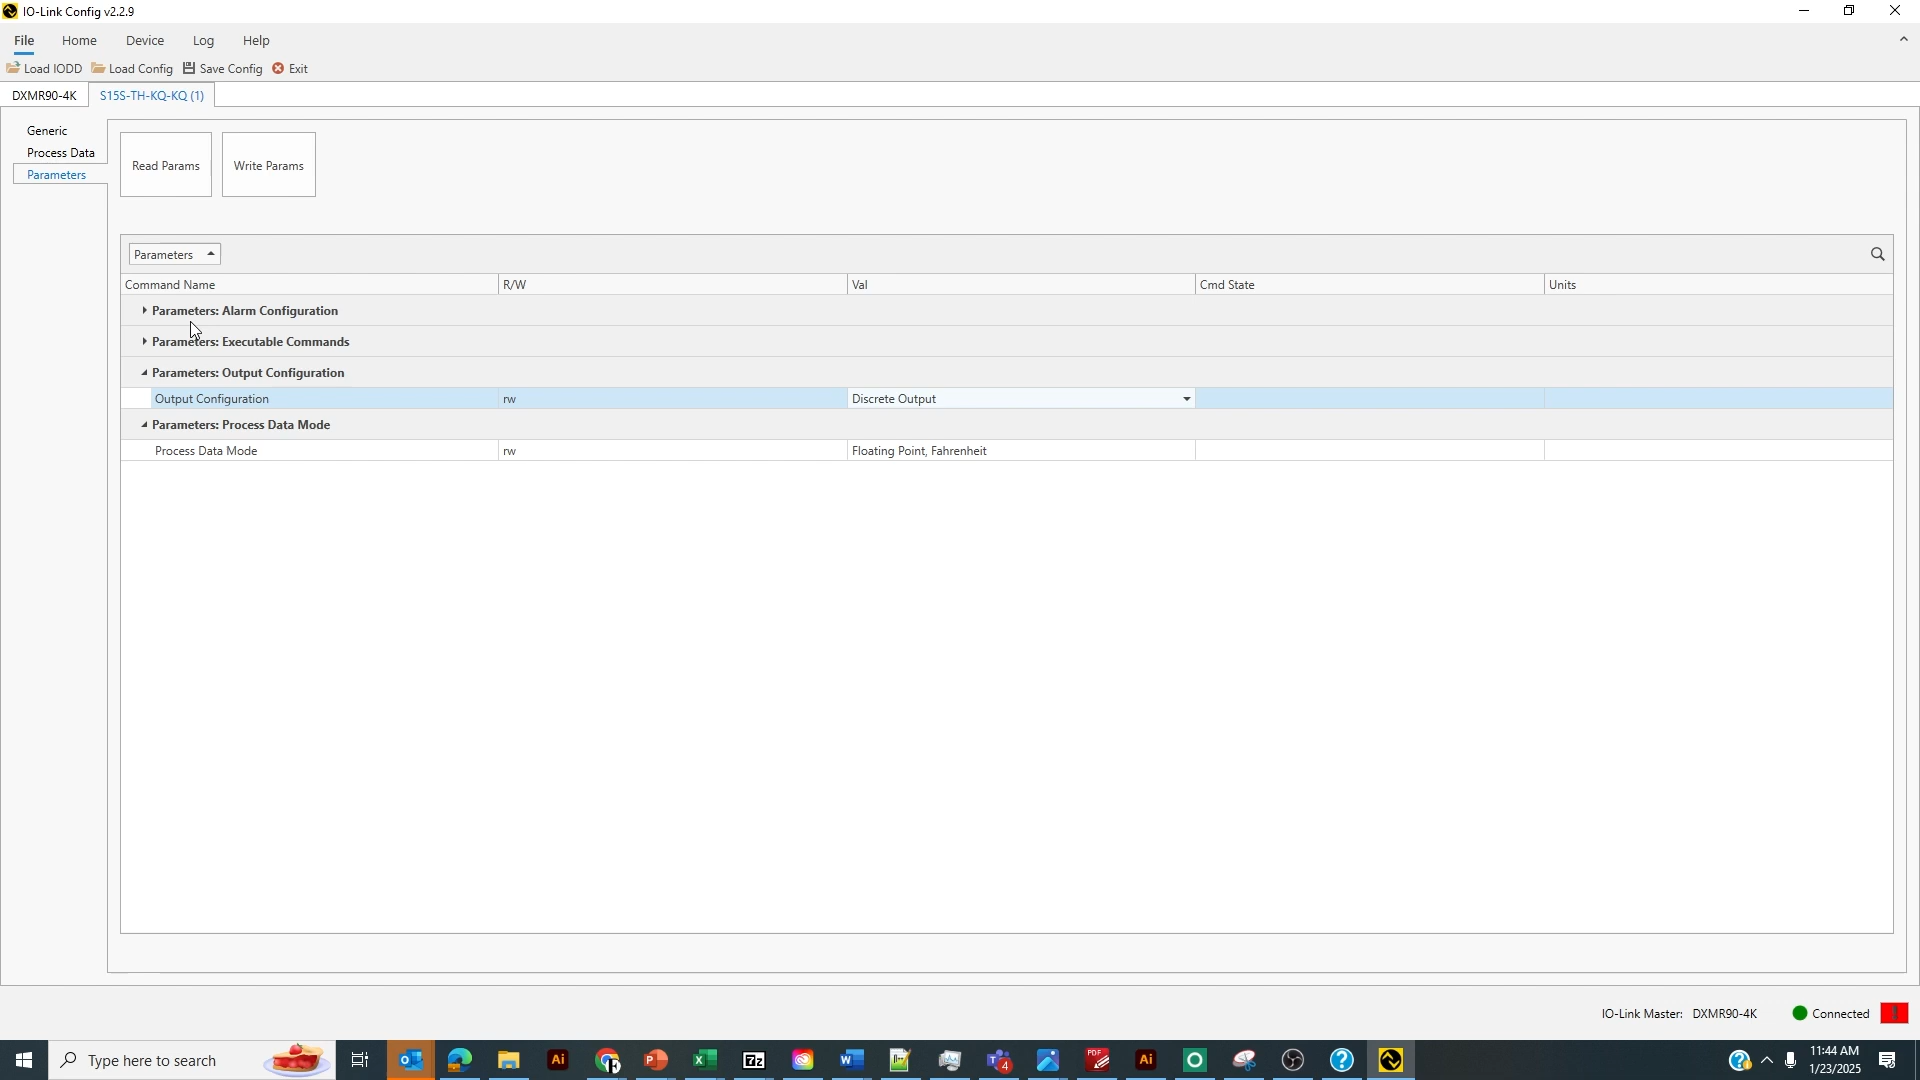 IO-Link Config v2.2.9
File Home Device Log Help
Load IODD Load Config Save Config Exit
DXMR90-4K S15S-TH-KQ-KQ (1)
Generic
Process Data
Parameters
Read Params Write Params
Parameters
Command Name R/W Val Cmd State Units
Parameters: Alarm Configuration
Parameters: Executable Commands
Parameters: Output Configuration
Output Configuration rw Discrete Output
Parameters: Process Data Mode
Process Data Mode rw Floating Point, Fahrenheit
IO-Link Master: DXMR90-4K Connected
Type here to search
11:44 AM
1/23/2025